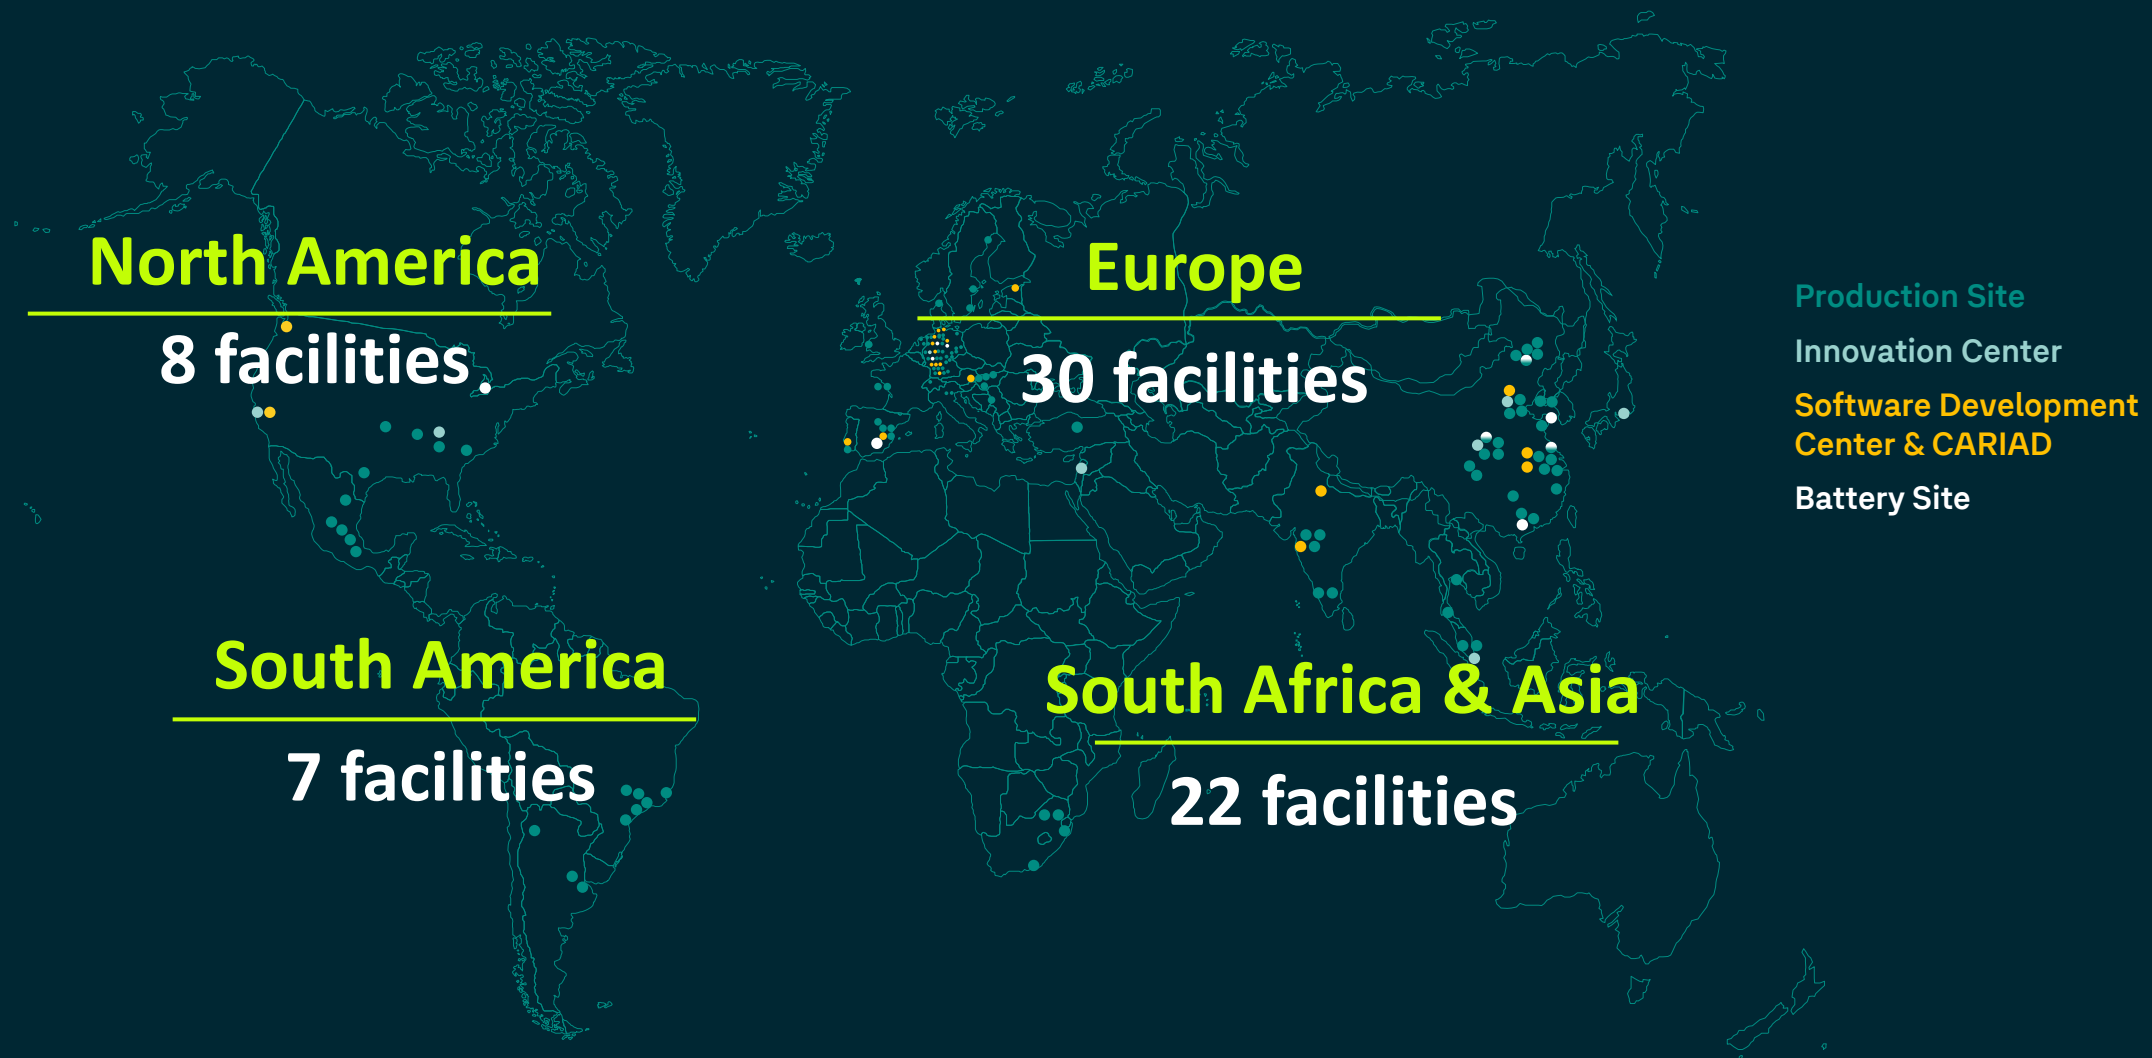 North America
8 facilities
Europe
30 facilities
South America
7 facilities
South Africa & Asia
22 facilities
Production Site
Innovation Center
Software Development
Center & CARIAD
Battery Site